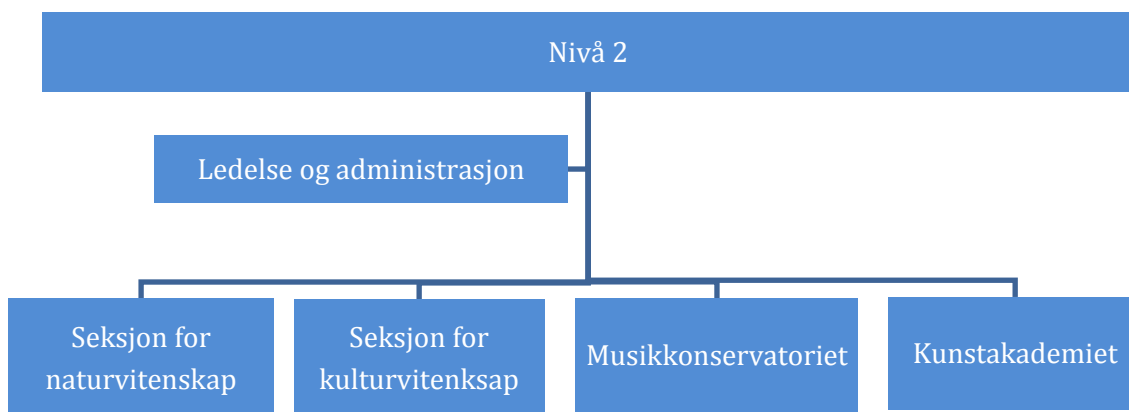 Nivå 2
Ledelse og administrasjon
Seksjon for
naturvitenskap
Seksjon for
kulturvitenksap
Musikkonservatoriet
Kunstakademiet